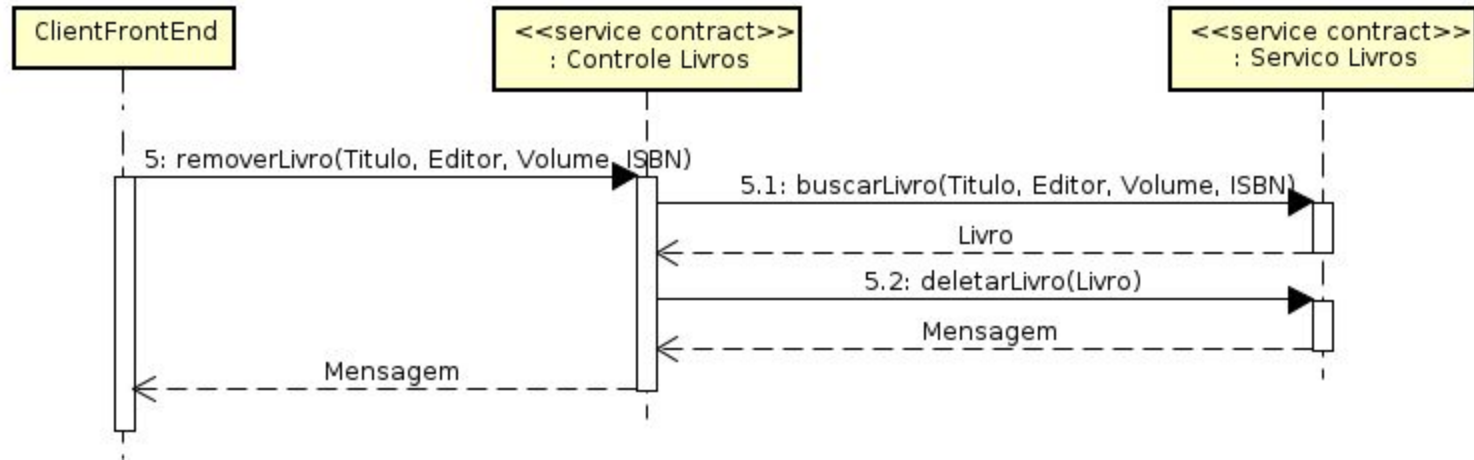 ClientFrontEnd
<<service contract>>
: Controle Livros
<<service contract>>
: Servico Livros
5: removerLivro(Titulo, Editor, Volume, ISBN)
5.1: buscarLivro(Titulo, Editor, Volume, ISBN)
Livro
5.2: deletarLivro(Livro)
Mensagem
Mensagem